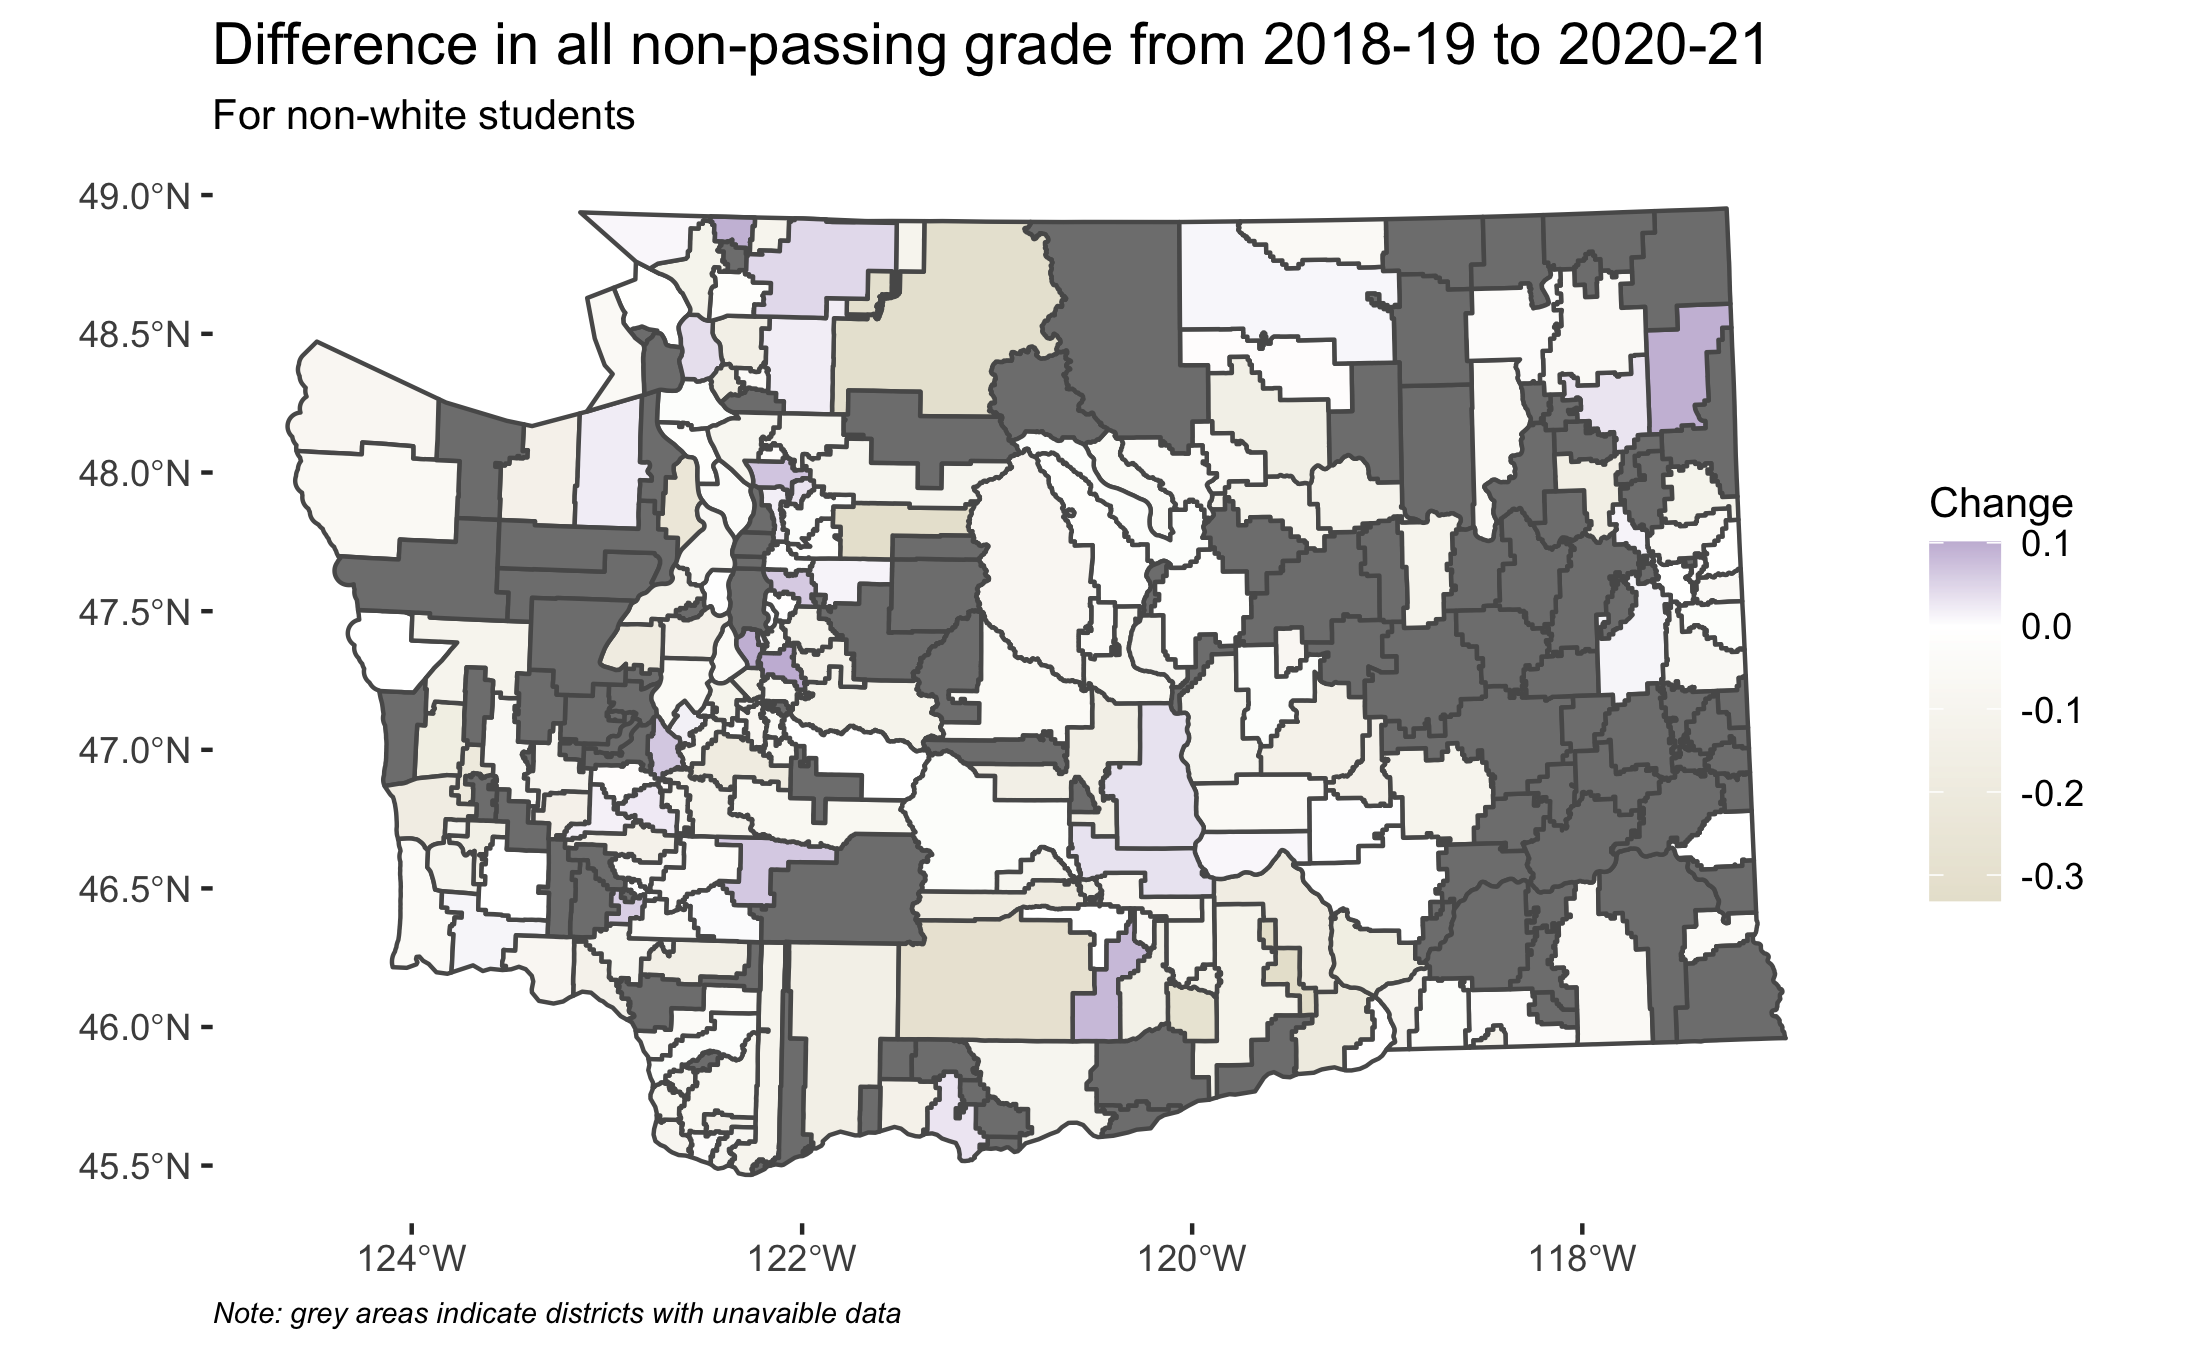 Difference in all non-passing grade from 2018-19 to 2020-21
For non-white students
49.0°N
48.5°N
48.0°N
47.5°N
47.0°N
46.5°N
46.0°N
45.5°N
124°W
122°W
120°W
118°W
Change
0.1
0.0
-0.1
-0.2
-0.3
Note: grey areas indicate districts with unavaible data